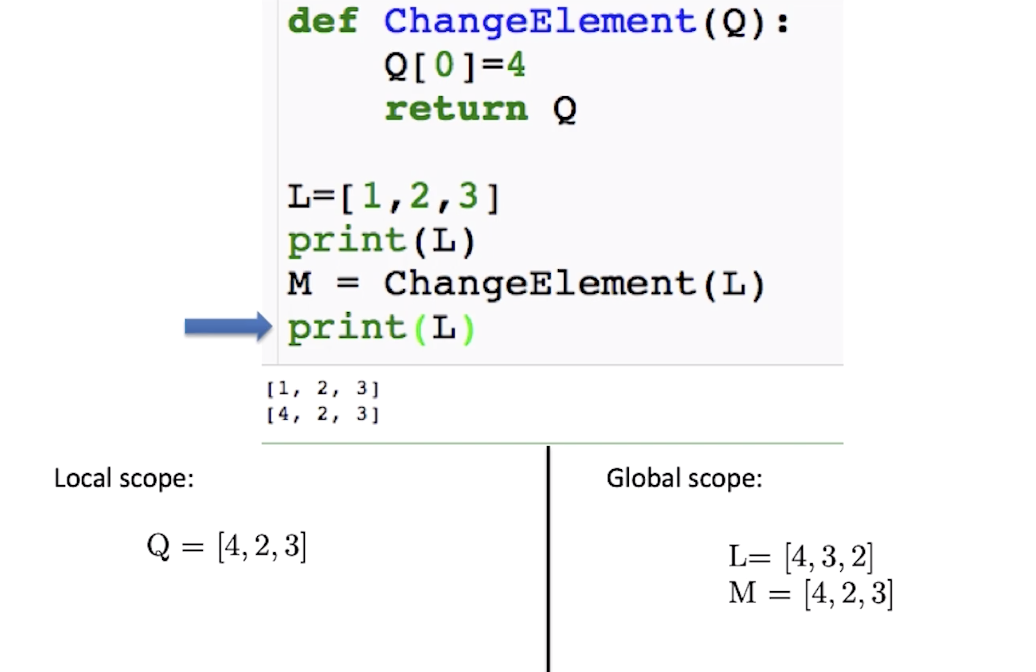 def ChangeElement(Q):
    Q[0]=4
    return Q
L=[1,2,3]
print(L)
M = ChangeElement(L)
print(L)
[1, 2, 3]
[4, 2, 3]
Local scope:
Q = [4, 2, 3]
Global scope:
L= [4, 3, 2]
M = [4, 2, 3]